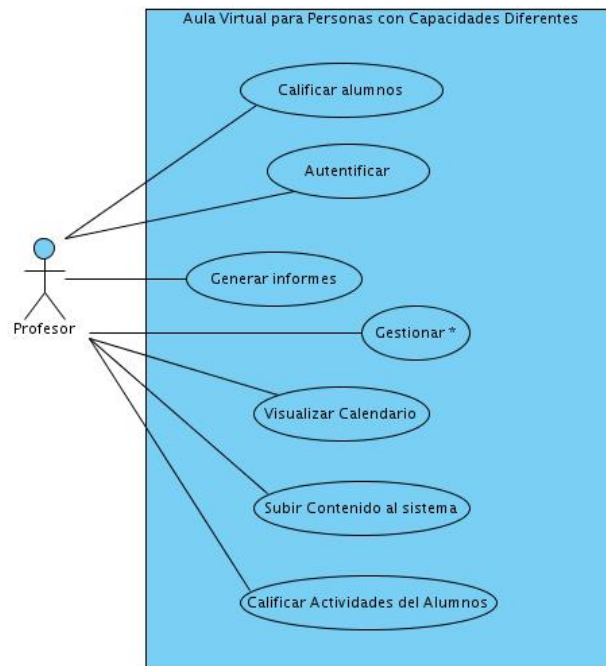 Aula Virtual para Personas con Capacidades Diferentes
Calificar alumnos
Autentificar
Generar informes
Profesor
Gestionar *
Visualizar Calendario
Subir Contenido al sistema
Calificar Actividades del Alumnos